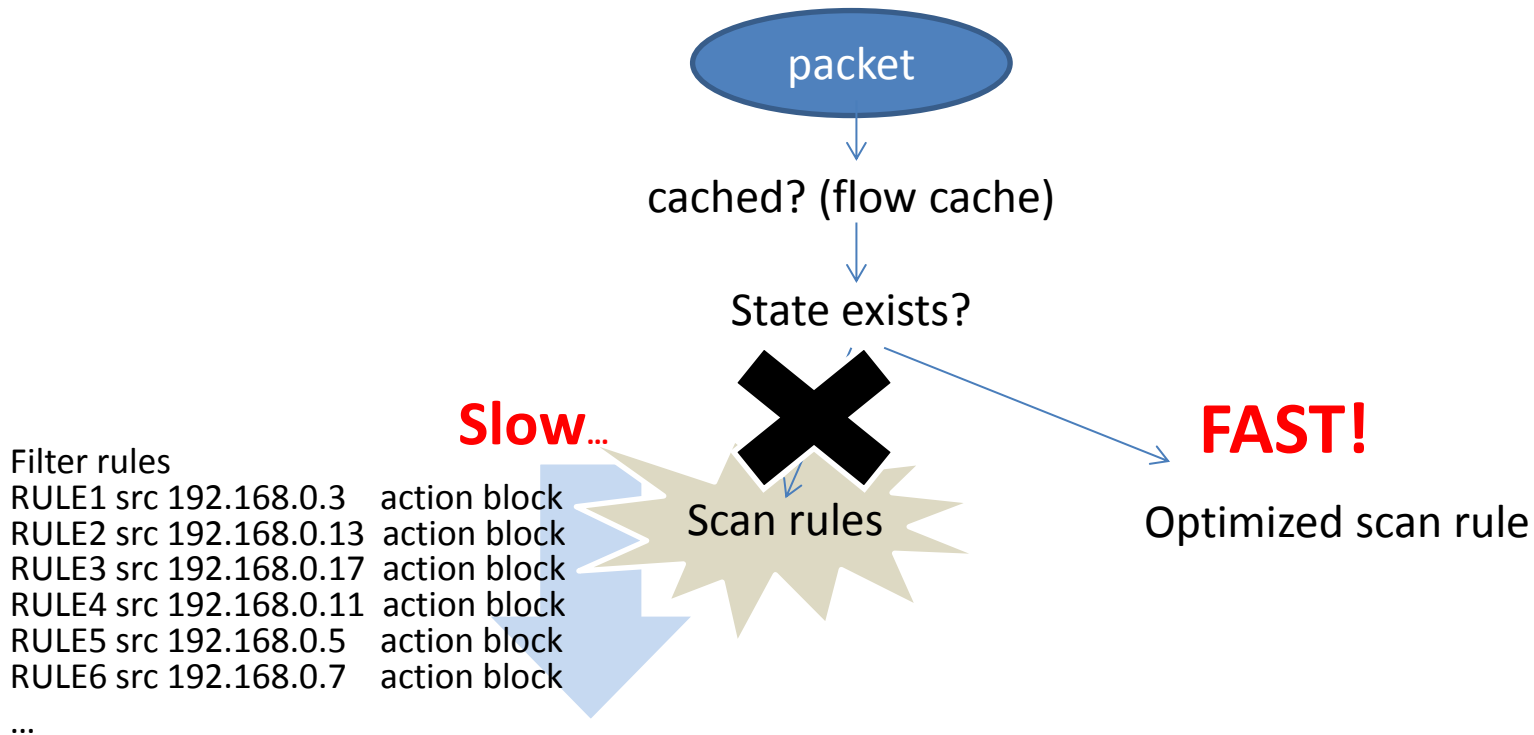 packet
cached? (flow cache)
State exists?
Slow...
FAST!
Scan rules
Optimized scan rule
Filter rules
RULE1 src 192.168.0.3 action block
RULE2 src 192.168.0.13 action block
RULE3 src 192.168.0.17 action block
RULE4 src 192.168.0.11 action block
RULE5 src 192.168.0.5 action block
RULE6 src 192.168.0.7 action block
...